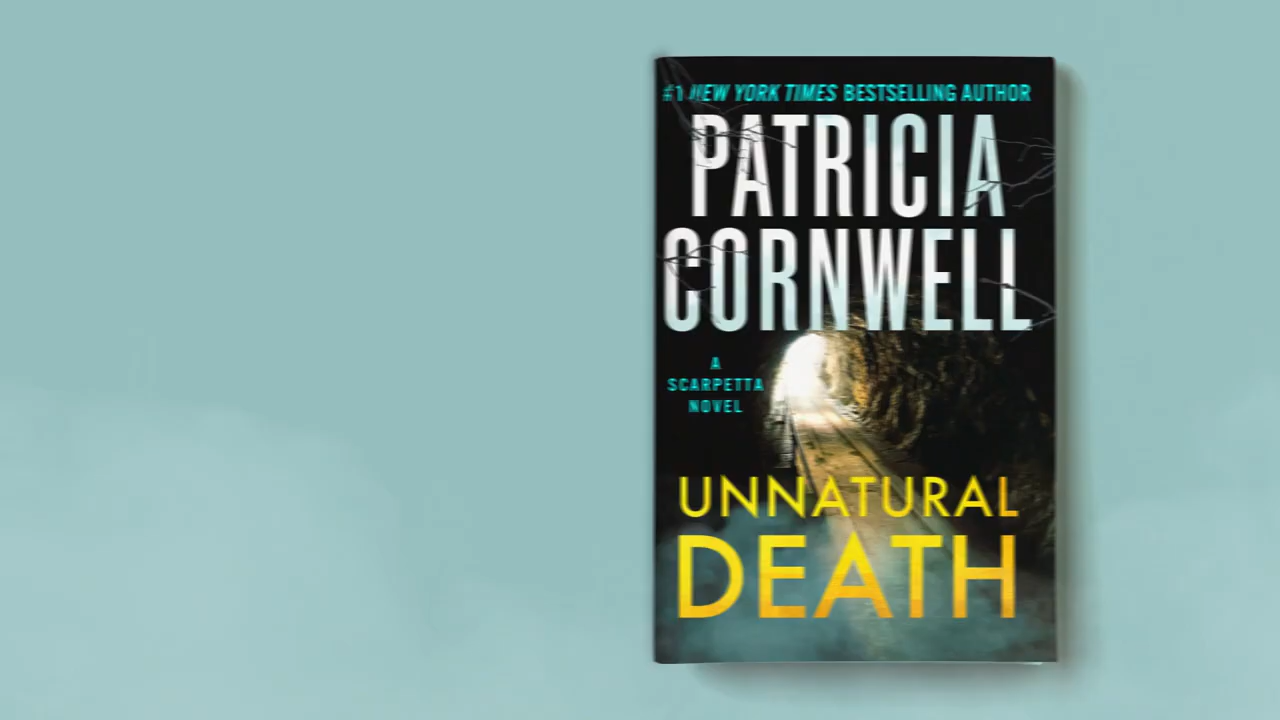 #1 NEW YORK TIMES BESTSELLING AUTHOR
PATRICIA
CORNWELL
A
SCARPETTA
NOVEL
UNNATURAL
DEATH